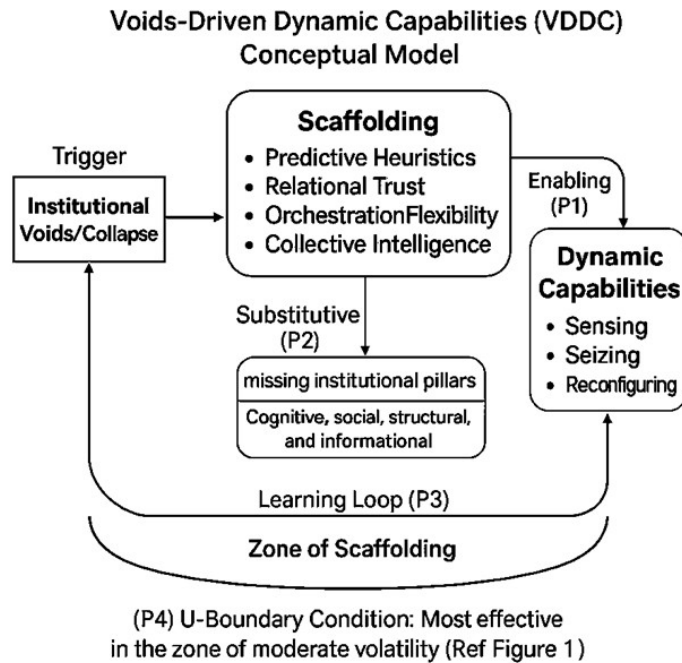 Voids-Driven Dynamic Capabilities (VDDC)
Conceptual Model
Trigger
Institutional
Voids/Collapse
Scaffolding
• Predictive Heuristics
• Relational Trust
• OrchestrationFlexibility
• Collective Intelligence
Enabling
(P1)
Dynamic
Capabilities
• Sensing
• Seizing
• Reconfiguring
Substitutive
(P2)
missing institutional pillars
Cognitive, social, structural,
and informational
Learning Loop (P3)
Zone of Scaffolding
(P4) U-Boundary Condition: Most effective
in the zone of moderate volatility (Ref Figure 1)